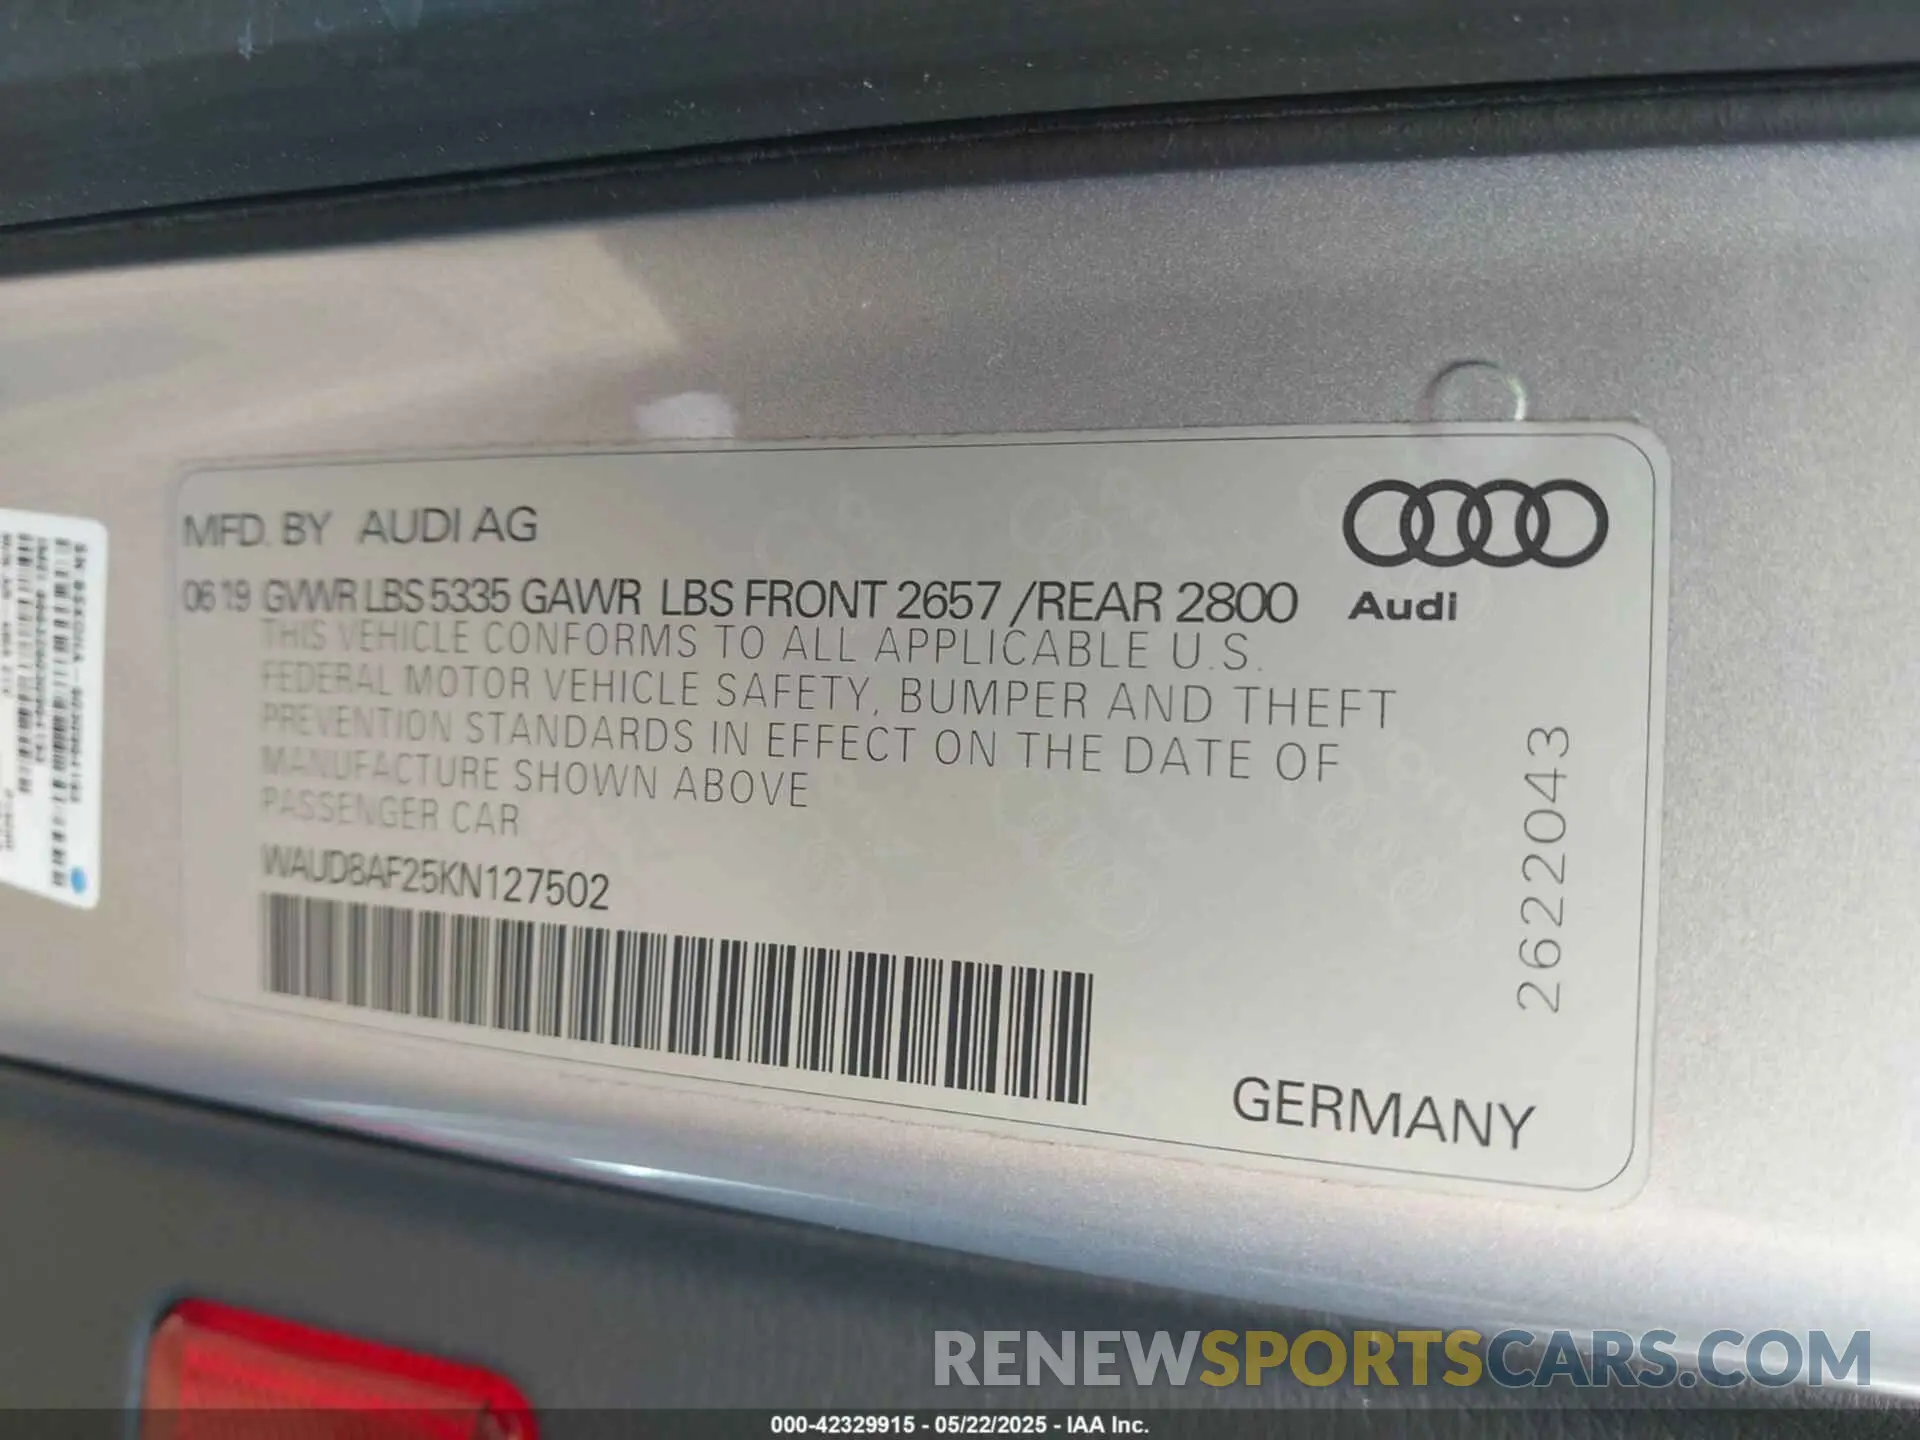 MFD. BY AUDI AG
Audi
06 19 GVWR LBS 5335 GAWR LBS FRONT 2657 /REAR 2800
THIS VEHICLE CONFORMS TO ALL APPLICABLE U.S.
FEDERAL MOTOR VEHICLE SAFETY, BUMPER AND THEFT
PREVENTION STANDARDS IN EFFECT ON THE DATE OF
MANUFACTURE SHOWN ABOVE
PASSENGER CAR
WAUD8AF25KN127502
2622043
GERMANY
RENEWSPORTSCARS.COM
000-42329915 - 05/22/2025 - IAA Inc.